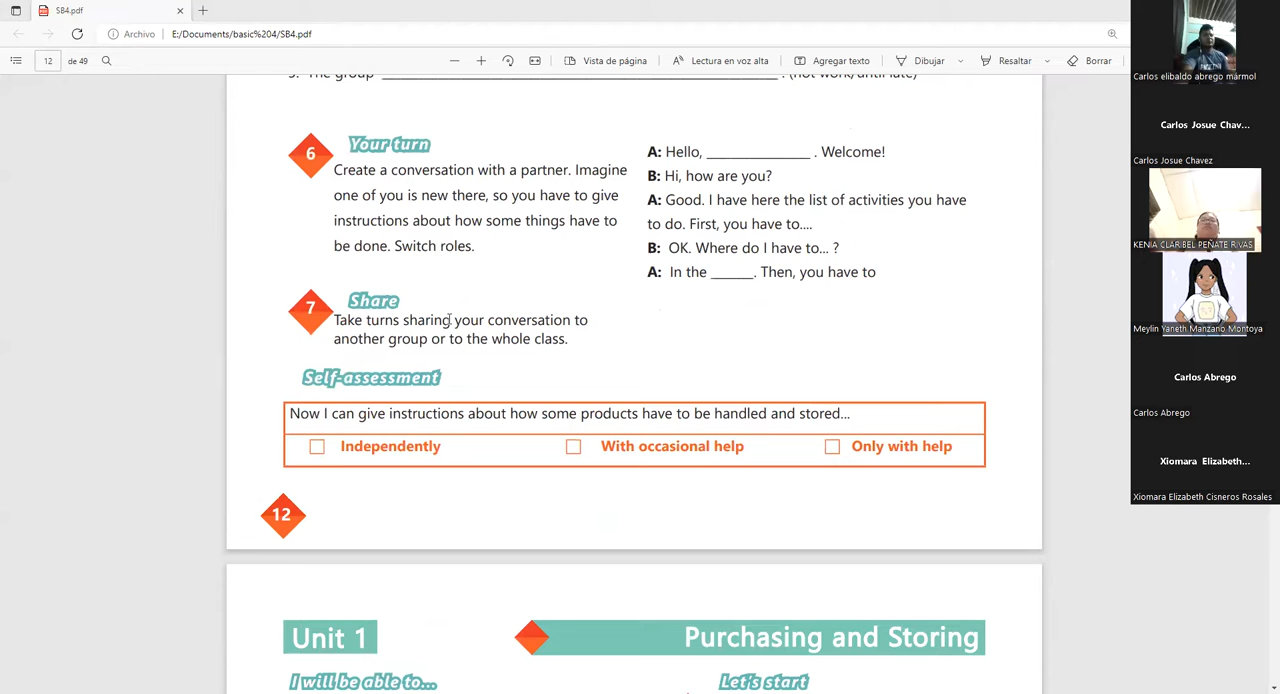 SB4.pdf
Archivo E:/Documents/basic%204/SB4.pdf
12 de 49 Vista de página Lectura en voz alta Agregar texto Dibujar Resaltar Borrar
The group ______ . (not work/until late)
6 Your turn
Create a conversation with a partner. Imagine
one of you is new there, so you have to give
instructions about how some things have to
be done. Switch roles.
A: Hello, ______ . Welcome!
B: Hi, how are you?
A: Good. I have here the list of activities you have
to do. First, you have to....
B: OK. Where do I have to... ?
A: In the ______. Then, you have to
7 Share
Take turns sharing your conversation to
another group or to the whole class.
Self-assessment
Now I can give instructions about how some products have to be handled and stored...
Independently With occasional help Only with help
12
Unit 1 Purchasing and Storing
I will be able to... Let's start
Carlos elibaldo abrego mármol
Carlos Josue Chav...
Carlos Josue Chavez
KENIA CLARIBEL PEÑATE RIVAS
Meylin Yaneth Manzano Montoya
Carlos Abrego
Carlos Abrego
Xiomara Elizabeth...
Xiomara Elizabeth Cisneros Rosales